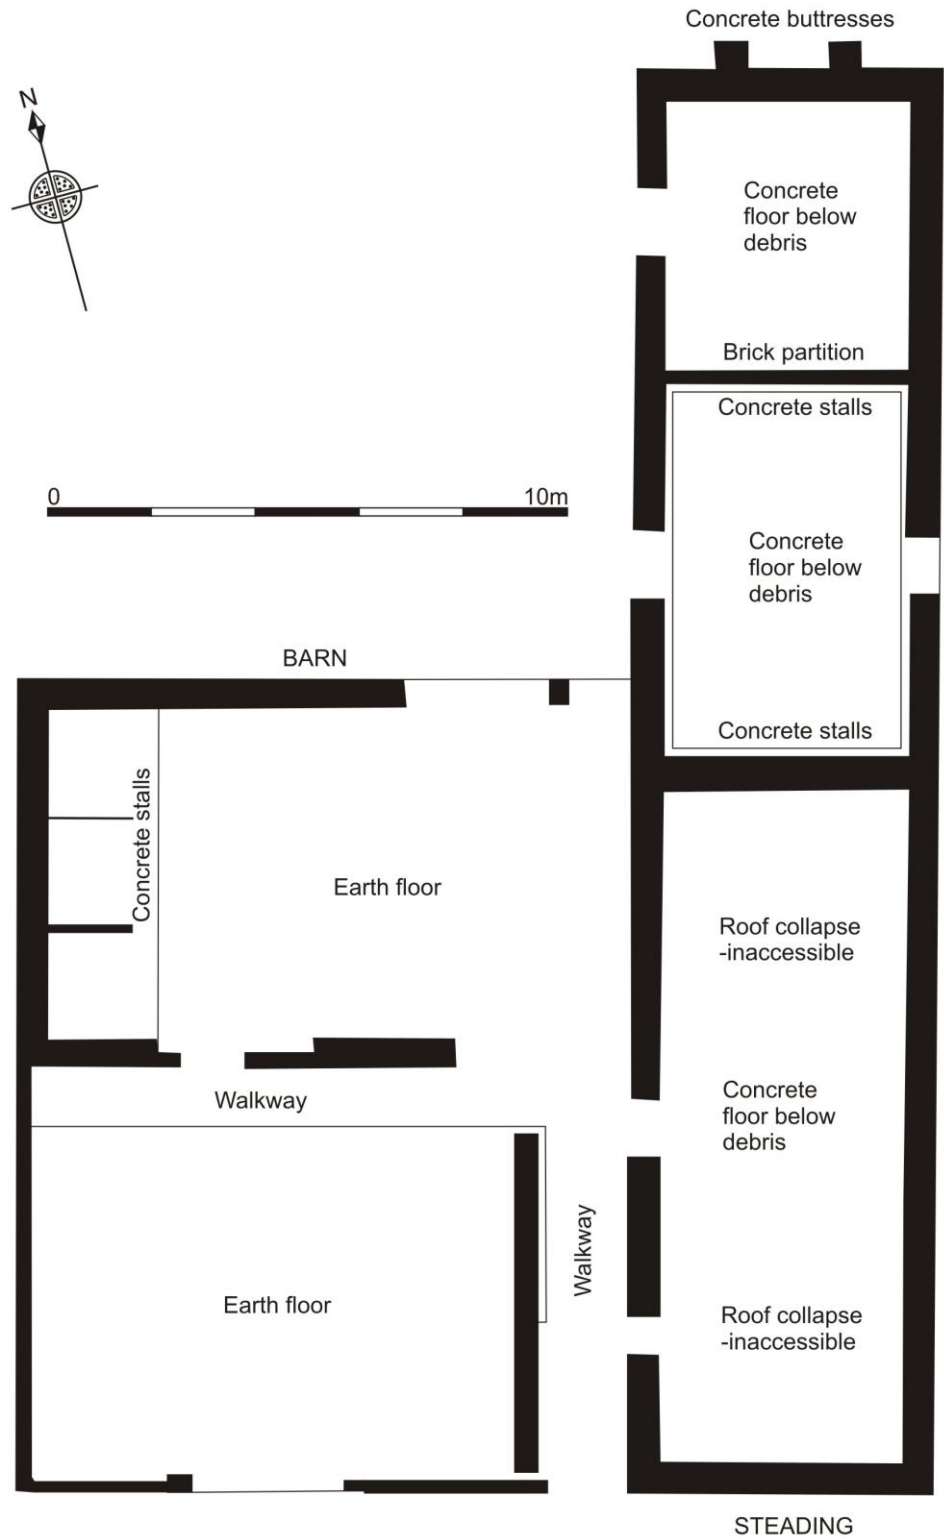 Concrete buttresses
N
Concrete
floor below
debris
Brick partition
Concrete stalls
0 10m
Concrete
floor below
debris
BARN
Concrete stalls
Concrete stalls
Earth floor
Roof collapse
-inaccessible
Walkway
Concrete
floor below
debris
Walkway
Earth floor
Roof collapse
-inaccessible
STEADING